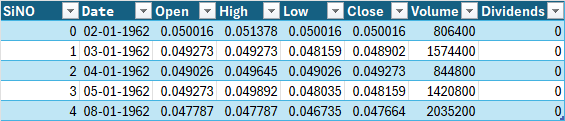 SiNO Date Open High Low Close Volume Dividends
0 02-01-1962 0.050016 0.051378 0.050016 0.050016 806400 0
1 03-01-1962 0.049273 0.049273 0.048159 0.048902 1574400 0
2 04-01-1962 0.049026 0.049645 0.049026 0.049273 844800 0
3 05-01-1962 0.049273 0.049892 0.048035 0.048159 1420800 0
4 08-01-1962 0.047787 0.047787 0.046735 0.047664 2035200 0